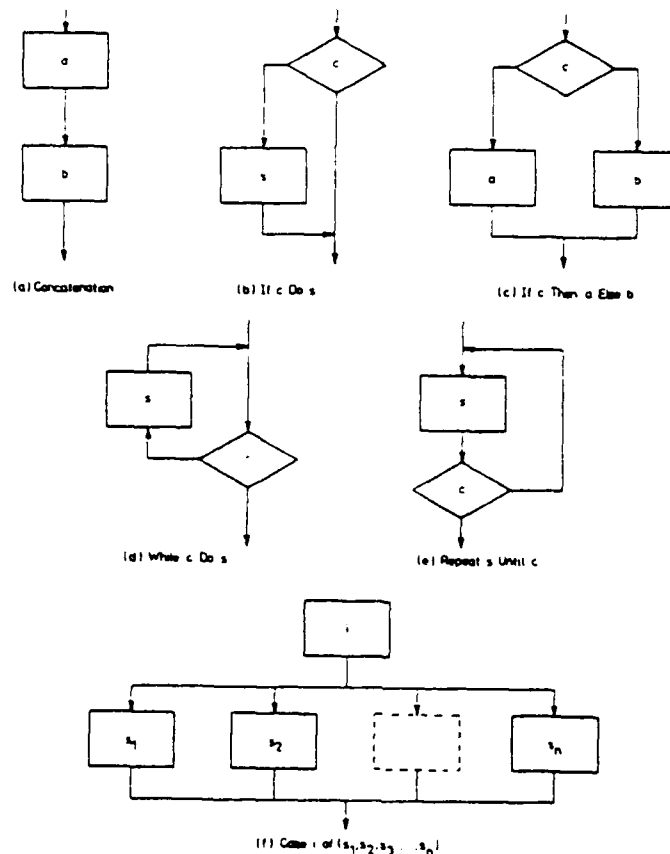 a
b
(a) Concatenation
c
s
(b) If c Do s
c
a
b
(c) If c Then a Else b
s
(d) While c Do s
s
c
(e) Repeat s Until c
i
s1
s2
sn
(f) Case i of (s1,s2,s3...,sn)